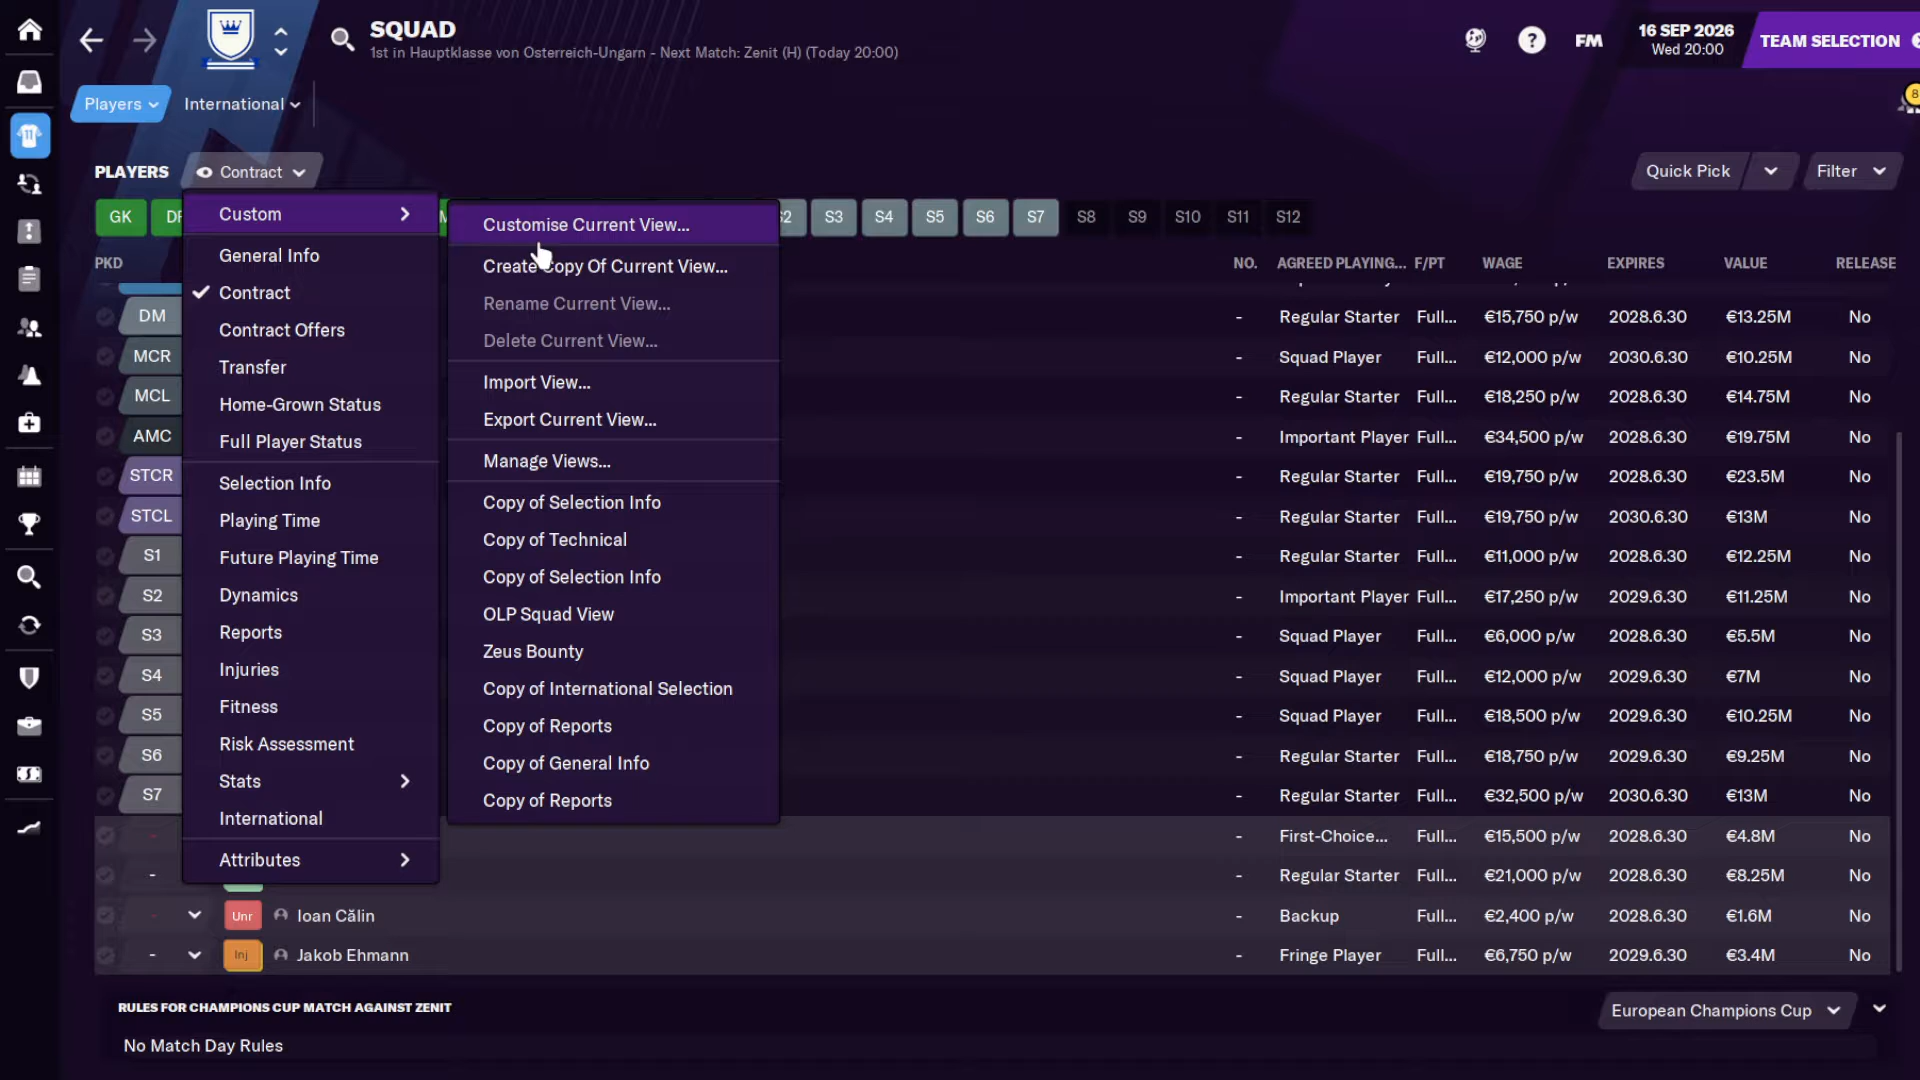 SQUAD
1st in Hauptklasse von Osterreich-Ungarn - Next Match: Zenit (H) (Today 20:00)
FM
16 SEP 2026
Wed 20:00
TEAM SELECTION
Players
International
8
PLAYERS
Contract
Quick Pick
Filter
GK
S3 S4 S5 S6 S7 S8 S9 S10 S11 S12
PKD
NO. AGREED PLAYING... F/PT WAGE EXPIRES VALUE RELEASE
Custom
General Info
Contract
Contract Offers
Transfer
Home-Grown Status
Full Player Status
Selection Info
Playing Time
Future Playing Time
Dynamics
Reports
Injuries
Fitness
Risk Assessment
Stats
International
Attributes
Customise Current View...
Create Copy Of Current View...
Rename Current View...
Delete Current View...
Import View...
Export Current View...
Manage Views...
Copy of Selection Info
Copy of Technical
Copy of Selection Info
OLP Squad View
Zeus Bounty
Copy of International Selection
Copy of Reports
Copy of General Info
Copy of Reports
DM - Regular Starter Full... €15,750 p/w 2028.6.30 €13.25M No
MCR - Squad Player Full... €12,000 p/w 2030.6.30 €10.25M No
MCL - Regular Starter Full... €18,250 p/w 2028.6.30 €14.75M No
AMC - Important Player Full... €34,500 p/w 2028.6.30 €19.75M No
STCR - Regular Starter Full... €19,750 p/w 2028.6.30 €23.5M No
STCL - Regular Starter Full... €19,750 p/w 2030.6.30 €13M No
S1 - Regular Starter Full... €11,000 p/w 2028.6.30 €12.25M No
S2 - Important Player Full... €17,250 p/w 2029.6.30 €11.25M No
S3 - Squad Player Full... €6,000 p/w 2028.6.30 €5.5M No
S4 - Squad Player Full... €12,000 p/w 2029.6.30 €7M No
S5 - Squad Player Full... €18,500 p/w 2029.6.30 €10.25M No
S6 - Regular Starter Full... €18,750 p/w 2029.6.30 €9.25M No
S7 - Regular Starter Full... €32,500 p/w 2030.6.30 €13M No
- - First-Choice... Full... €15,500 p/w 2028.6.30 €4.8M No
- - Regular Starter Full... €21,000 p/w 2028.6.30 €8.25M No
- Unr Ioan Călin - Backup Full... €2,400 p/w 2028.6.30 €1.6M No
- Inj Jakob Ehmann - Fringe Player Full... €6,750 p/w 2029.6.30 €3.4M No
RULES FOR CHAMPIONS CUP MATCH AGAINST ZENIT
European Champions Cup
No Match Day Rules